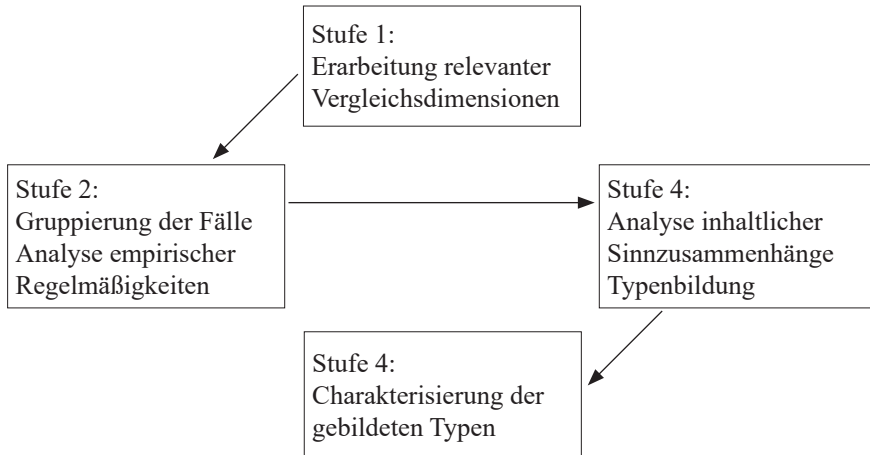 Stufe 1:
Erarbeitung relevanter
Vergleichsdimensionen
Stufe 2:
Gruppierung der Fälle
Analyse empirischer
Regelmäßigkeiten
Stufe 4:
Analyse inhaltlicher
Sinnzusammenhänge
Typenbildung
Stufe 4:
Charakterisierung der
gebildeten Typen